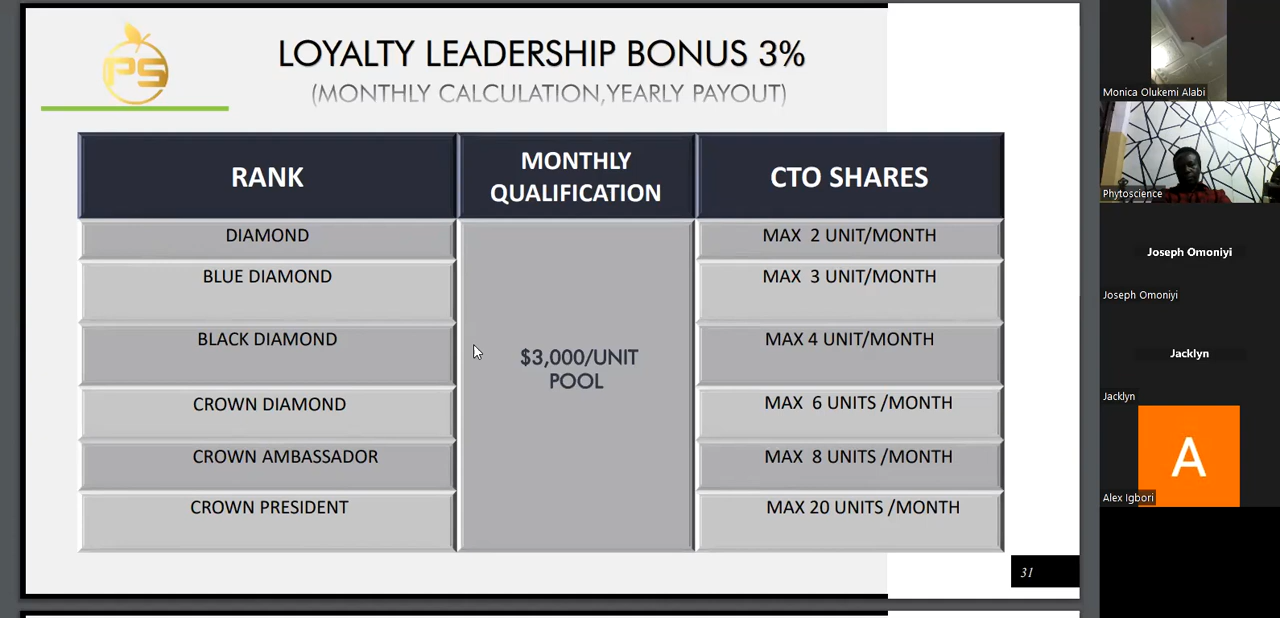 PS
LOYALTY LEADERSHIP BONUS 3%
(MONTHLY CALCULATION,YEARLY PAYOUT)
RANK
MONTHLY
QUALIFICATION
CTO SHARES
DIAMOND
MAX 2 UNIT/MONTH
BLUE DIAMOND
MAX 3 UNIT/MONTH
BLACK DIAMOND
MAX 4 UNIT/MONTH
$3,000/UNIT
POOL
CROWN DIAMOND
MAX 6 UNITS /MONTH
CROWN AMBASSADOR
MAX 8 UNITS /MONTH
CROWN PRESIDENT
MAX 20 UNITS /MONTH
31
Monica Olukemi Alabi
Phytoscience
Joseph Omoniyi
Joseph Omoniyi
Jacklyn
Jacklyn
A
Alex Igbori